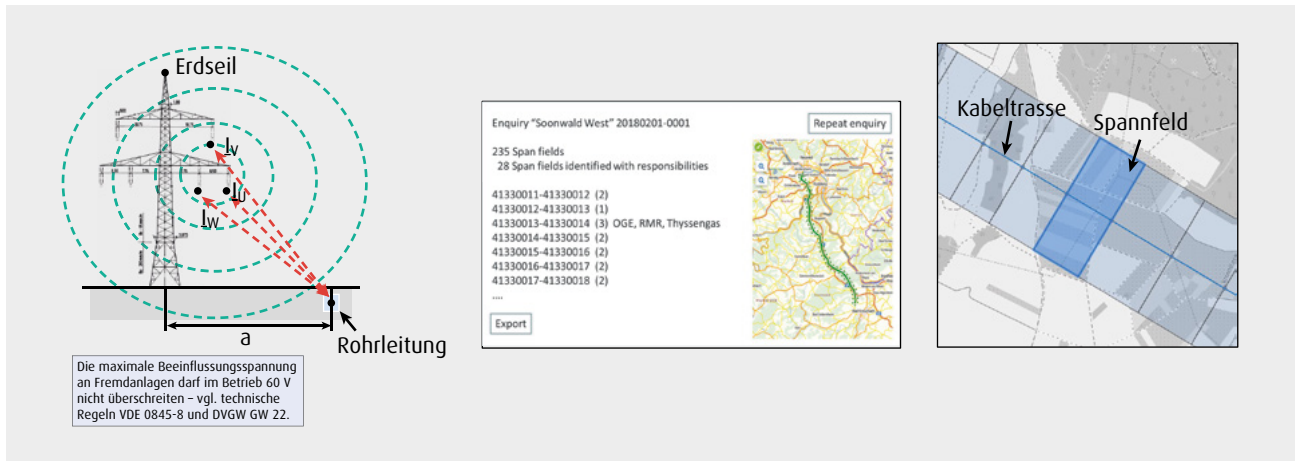 Erdseil
I_V
I_U
I_W
a
Rohrleitung
Die maximale Beeinflussungsspannung
an Fremdanlagen darf im Betrieb 60 V
nicht überschreiten – vgl. technische
Regeln VDE 0845-8 und DVGW GW 22.
Enquiry "Soonwald West" 20180201-0001
Repeat enquiry
235 Span fields
28 Span fields identified with responsibilities
41330011-41330012 (2)
41330012-41330013 (1)
41330013-41330014 (3) OGE, RMR, Thyssengas
41330014-41330015 (2)
41330015-41330016 (2)
41330016-41330017 (2)
41330017-41330018 (2)
....
Export
Kabeltrasse
Spannfeld